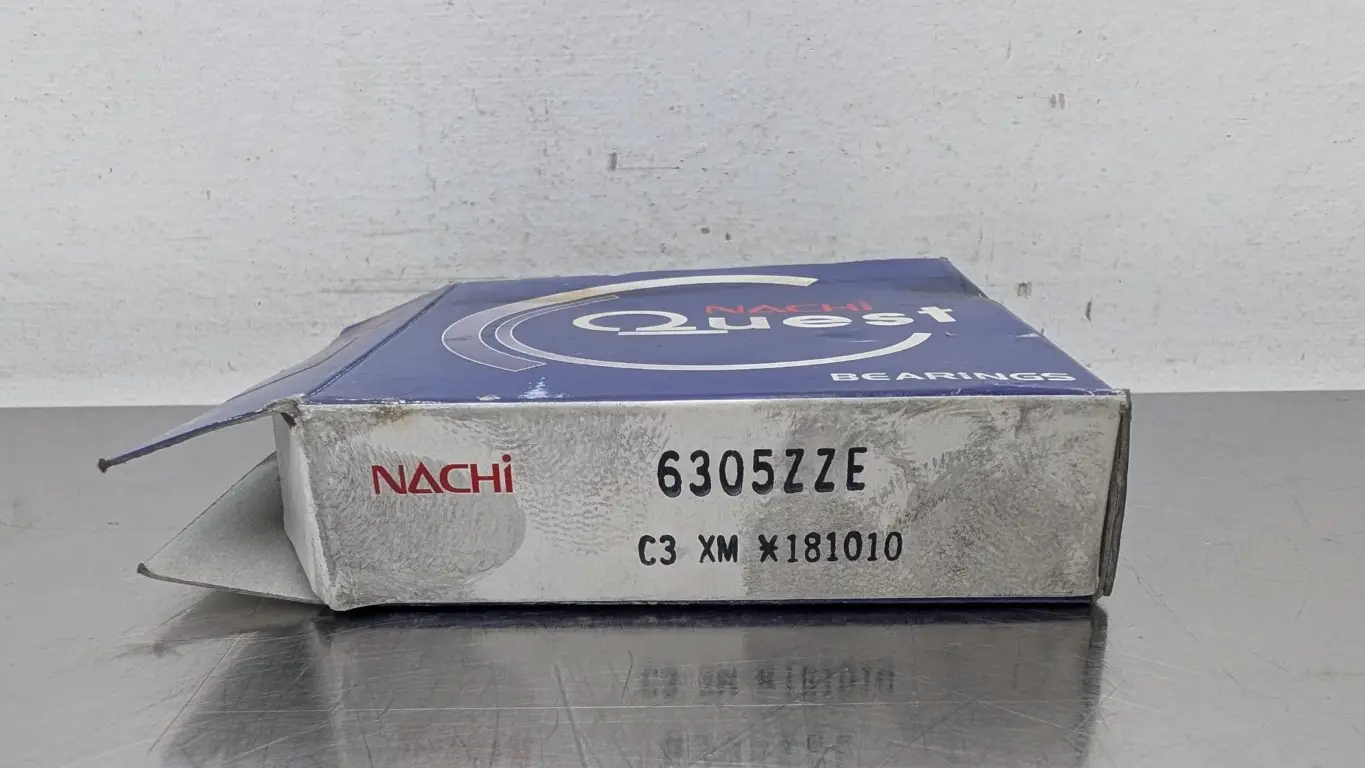 NACHi
Quest
BEARiNGS
NACHi 6305ZZE
C3 XM *181010